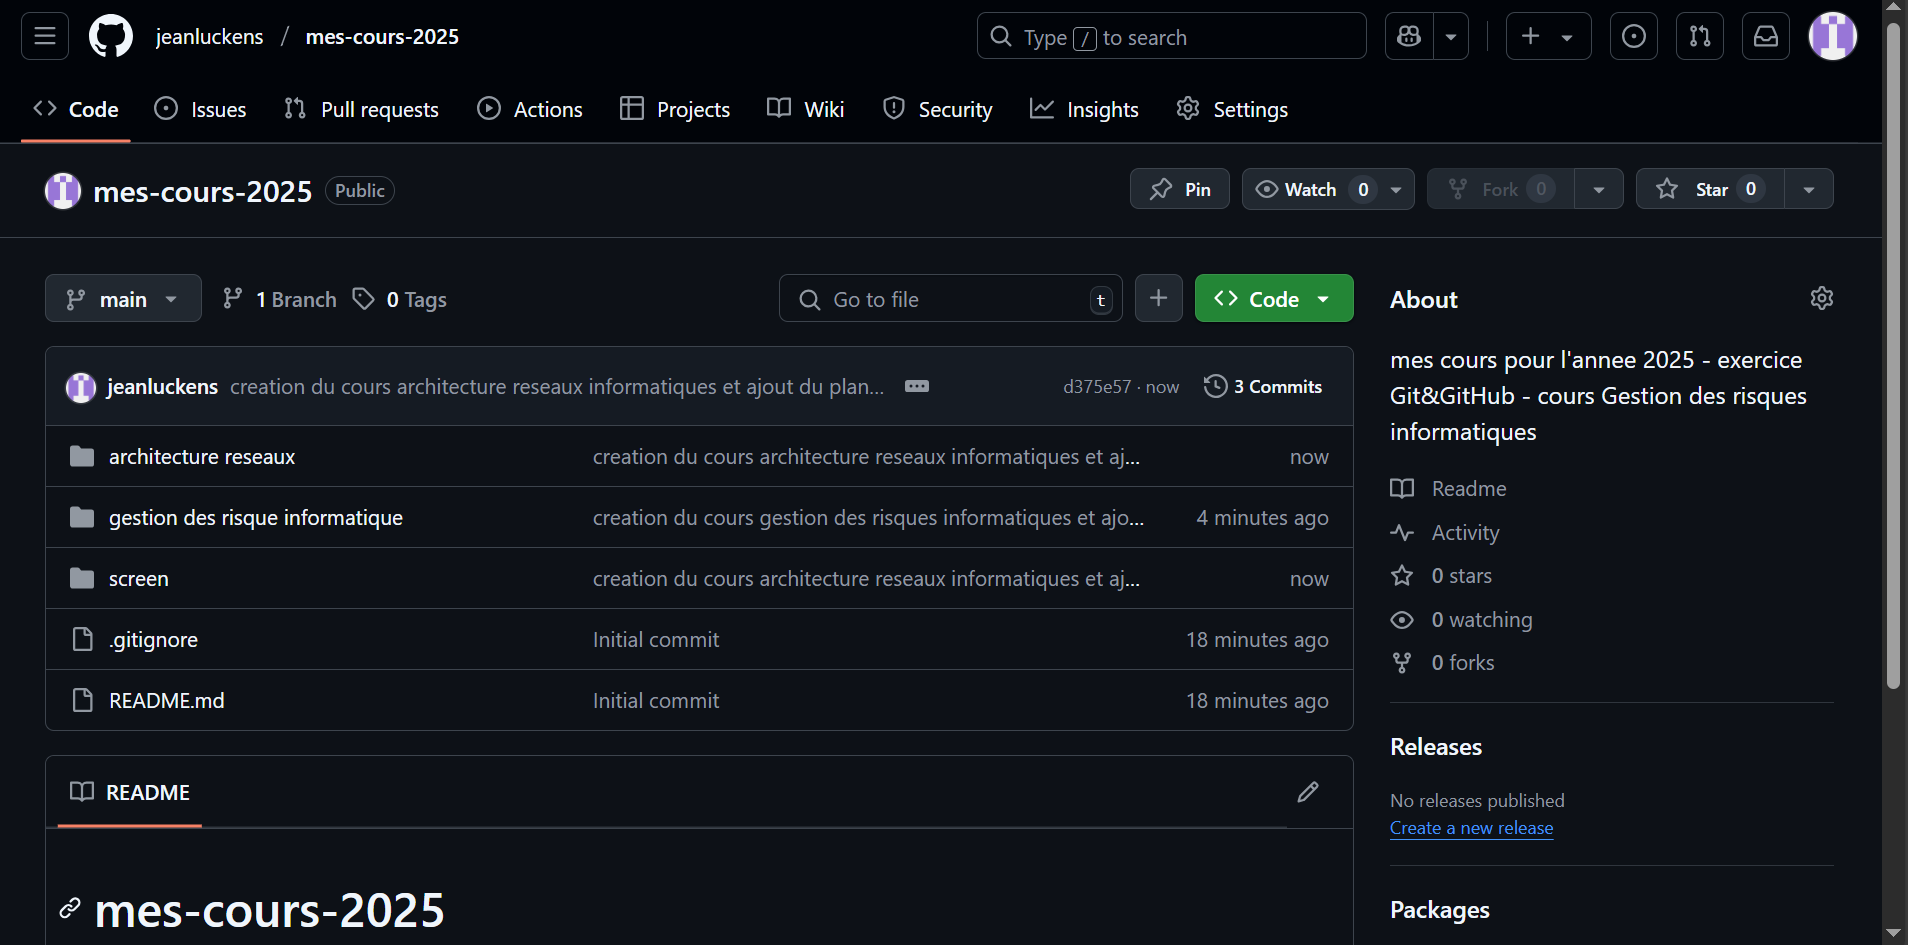 jeanluckens / mes-cours-2025
Type / to search
Code Issues Pull requests Actions Projects Wiki Security Insights Settings
mes-cours-2025 Public
Pin Watch 0 Fork 0 Star 0
main 1 Branch 0 Tags
Go to file t
Code
jeanluckens creation du cours architecture reseaux informatiques et ajout du plan... d375e57 · now 3 Commits
architecture reseaux creation du cours architecture reseaux informatiques et aj... now
gestion des risque informatique creation du cours gestion des risques informatiques et ajo... 4 minutes ago
screen creation du cours architecture reseaux informatiques et aj... now
.gitignore Initial commit 18 minutes ago
README.md Initial commit 18 minutes ago
README
mes-cours-2025
About
mes cours pour l'annee 2025 - exercice
Git&GitHub - cours Gestion des risques
informatiques
Readme
Activity
0 stars
0 watching
0 forks
Releases
No releases published
Create a new release
Packages